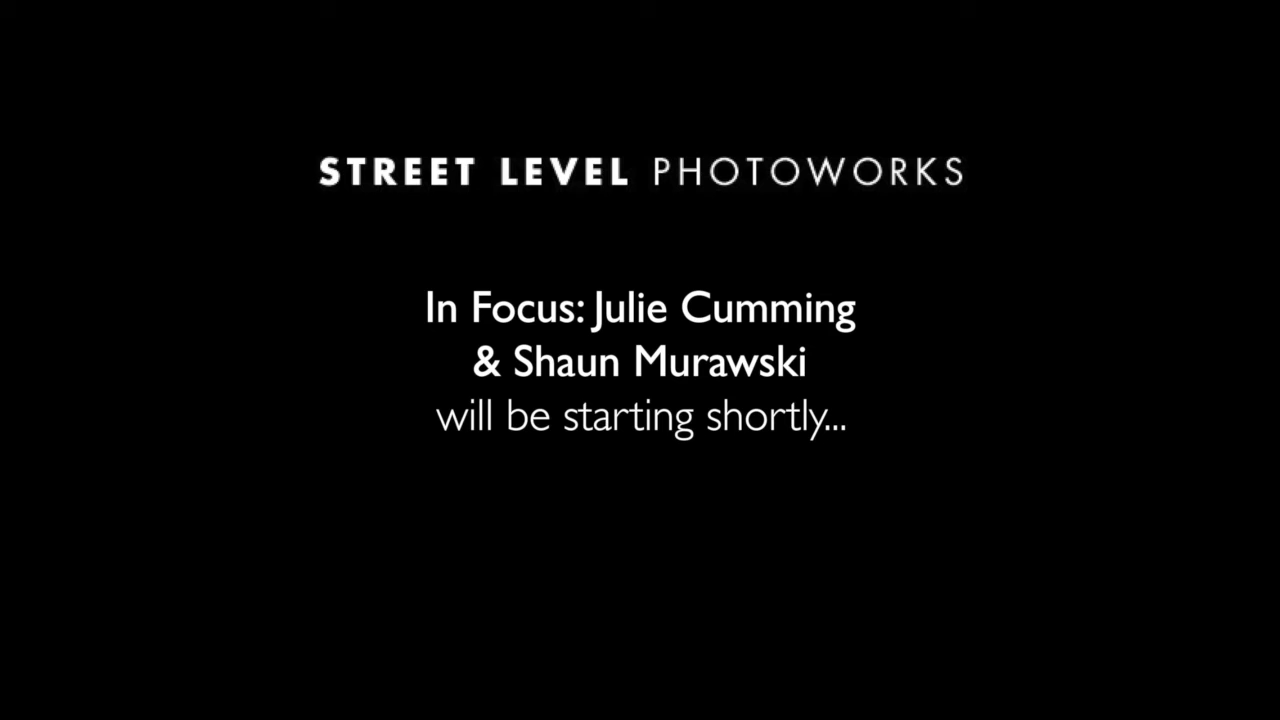 STREET LEVEL PHOTOWORKS
In Focus: Julie Cumming
& Shaun Murawski
will be starting shortly...